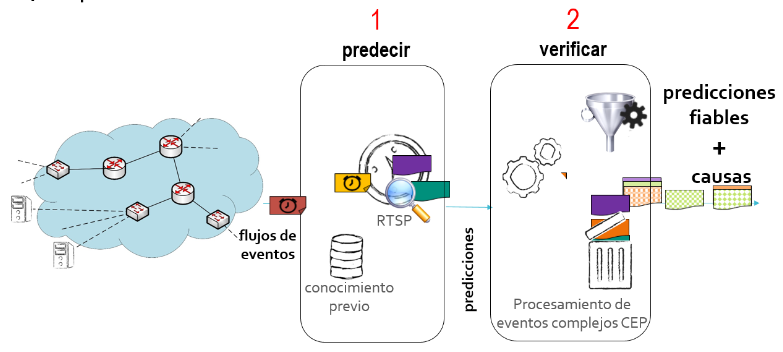 1
predecir
2
verificar
flujos de
eventos
RTSP
conocimiento
previo
predicciones
Procesamiento de
eventos complejos CEP
predicciones
fiables
+
causas